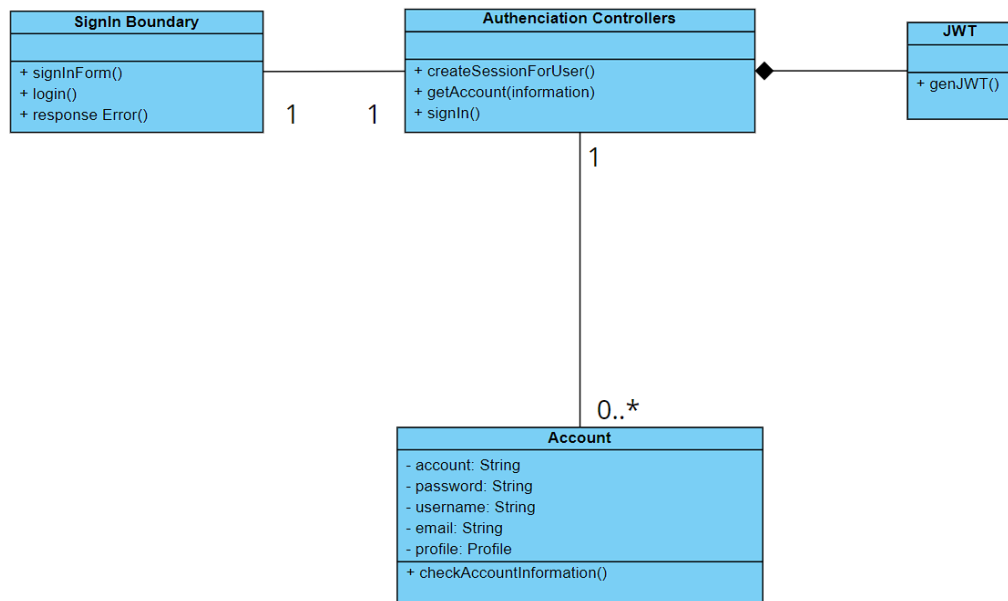 SignIn Boundary
+ signInForm()
+ login()
+ response Error()
1
1
Authenciation Controllers
+ createSessionForUser()
+ getAccount(information)
+ signIn()
JWT
+ genJWT()
1
0..*
Account
- account: String
- password: String
- username: String
- email: String
- profile: Profile
+ checkAccountInformation()